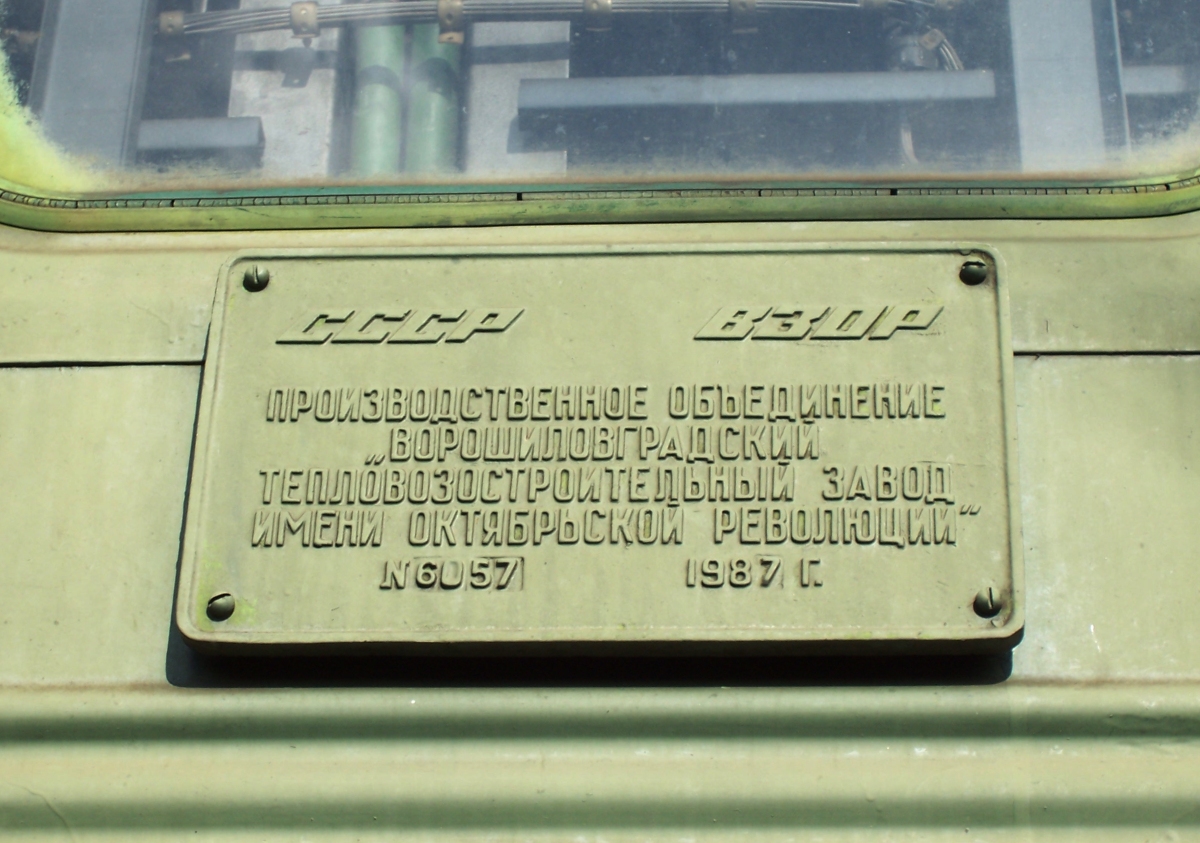 СССР ВЗОР
ПРОИЗВОДСТВЕННОЕ ОБЪЕДИНЕНИЕ
„ВОРОШИЛОВГРАДСКИЙ
ТЕПЛОВОЗОСТРОИТЕЛЬНЫЙ ЗАВОД
ИМЕНИ ОКТЯБРЬСКОЙ РЕВОЛЮЦИИ"
N6057 1987 Г.